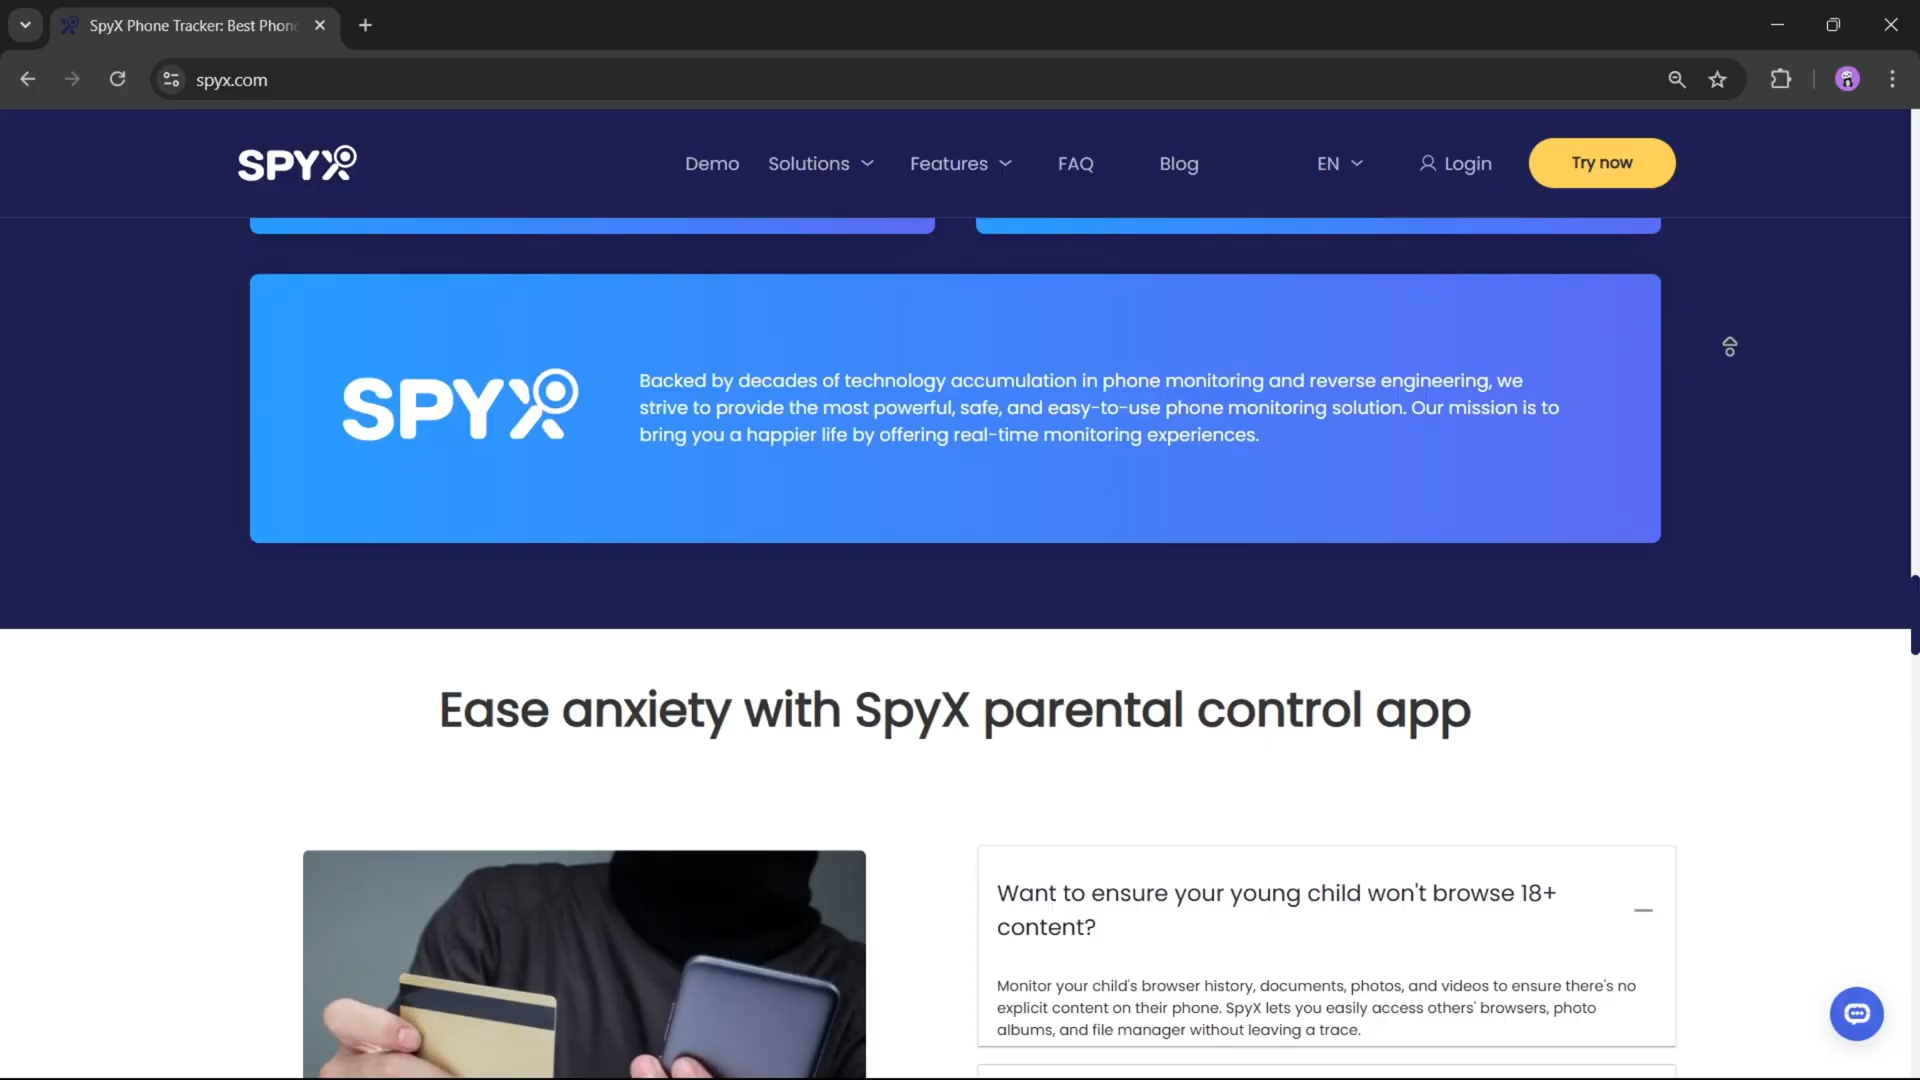 SpyX Phone Tracker: Best Phone
spyx.com
SPYX
Demo
Solutions
Features
FAQ
Blog
EN
Login
Try now
SPYX
Backed by decades of technology accumulation in phone monitoring and reverse engineering, we
strive to provide the most powerful, safe, and easy-to-use phone monitoring solution. Our mission is to
bring you a happier life by offering real-time monitoring experiences.
Ease anxiety with SpyX parental control app
Want to ensure your young child won't browse 18+
content?
Monitor your child's browser history, documents, photos, and videos to ensure there's no
explicit content on their phone. SpyX lets you easily access others' browsers, photo
albums, and file manager without leaving a trace.